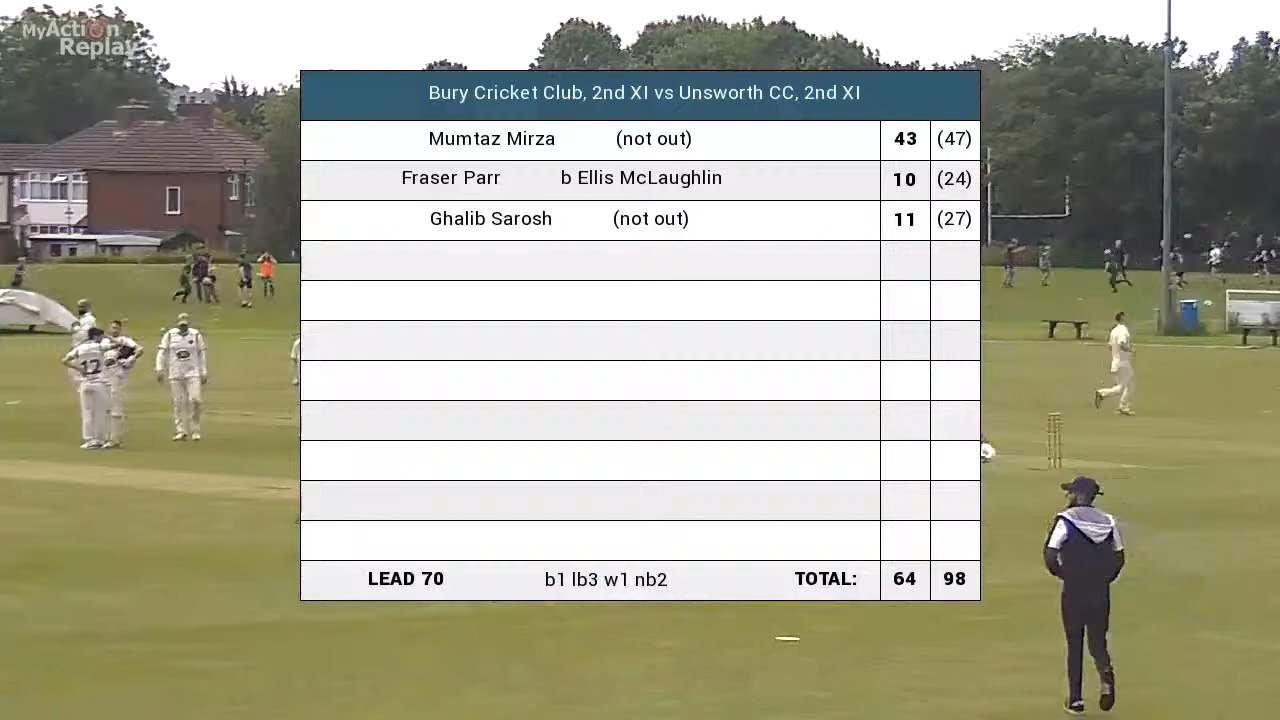 MyAction
Replay
Bury Cricket Club, 2nd XI vs Unsworth CC, 2nd XI
Mumtaz Mirza (not out) 43 (47)
Fraser Parr b Ellis McLaughlin 10 (24)
Ghalib Sarosh (not out) 11 (27)
LEAD 70 b1 lb3 w1 nb2 TOTAL: 64 98
17